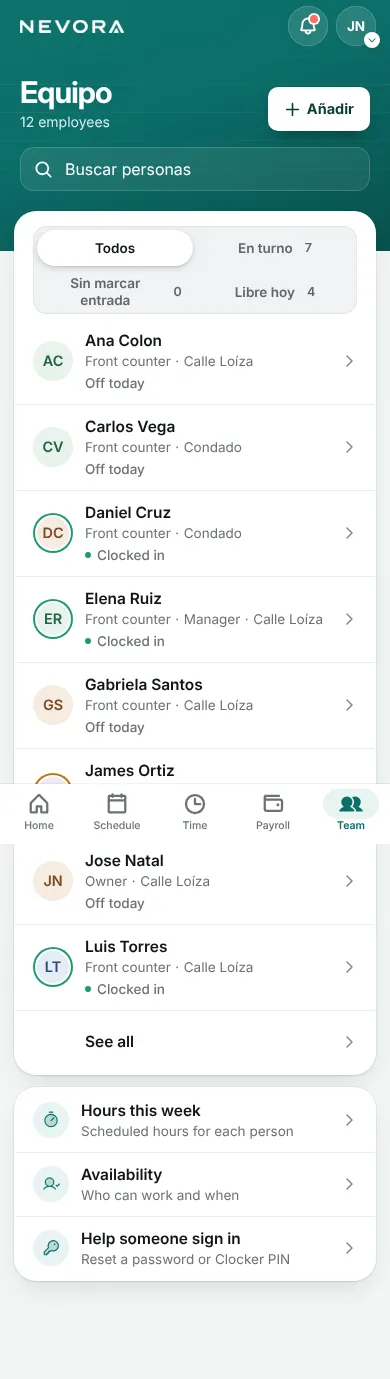 NEVORA
JN
Equipo
12 employees
Añadir
Buscar personas
Todos
En turno 7
Sin marcar
entrada
0
Libre hoy 4
Ana Colon
AC
Front counter · Calle Loíza
Off today
Carlos Vega
CV
Front counter · Condado
Off today
Daniel Cruz
DC
Front counter · Condado
Clocked in
Elena Ruiz
ER
Front counter · Manager · Calle Loíza
Clocked in
Gabriela Santos
GS
Front counter · Calle Loíza
Off today
James Ortiz
Home
Schedule
Time
Payroll
Team
Jose Natal
JN
Owner · Calle Loíza
Off today
Luis Torres
LT
Front counter · Calle Loíza
Clocked in
See all
Hours this week
Scheduled hours for each person
Availability
Who can work and when
Help someone sign in
Reset a password or Clocker PIN